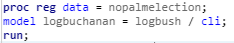 proc reg data = nopalmelection;
model logbuchanan = logbush / cli;
run;